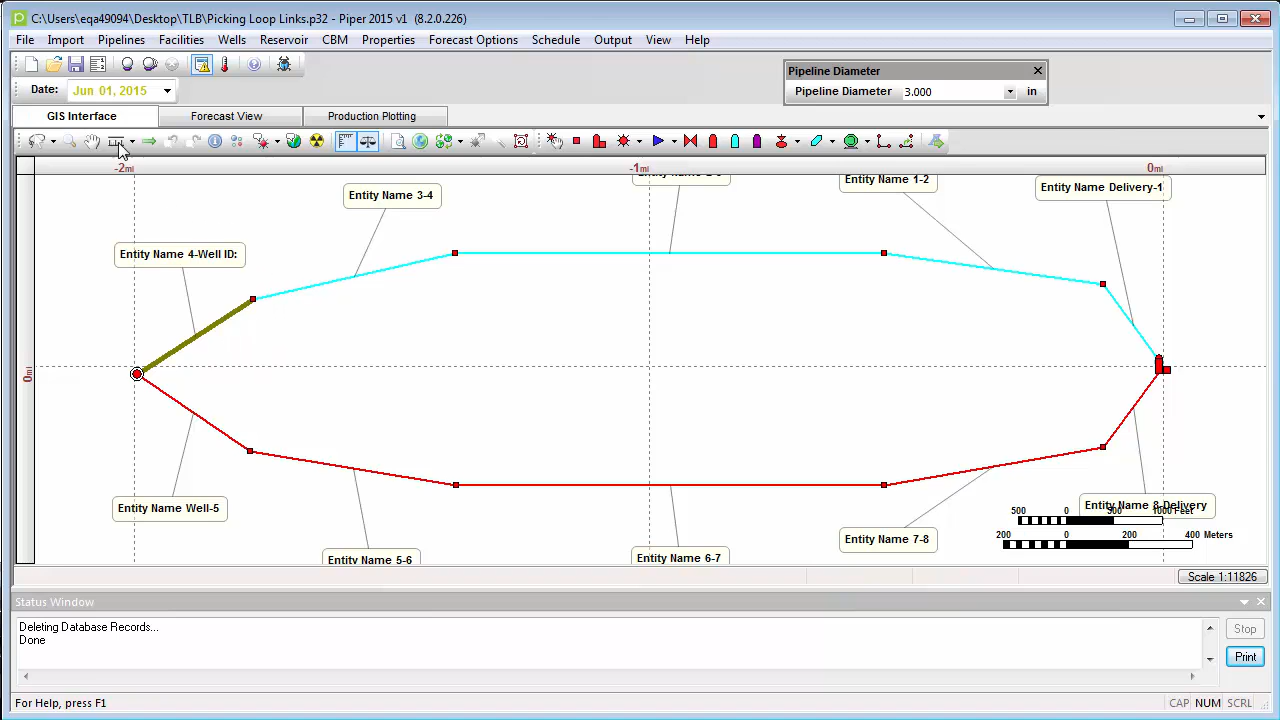 C:\Users\eqa49094\Desktop\TLB\Picking Loop Links.p32 - Piper 2015 v1 (8.2.0.226)
File Import Pipelines Facilities Wells Reservoir CBM Properties Forecast Options Schedule Output View Help
Pipeline Diameter
Date: Jun 01, 2015
Pipeline Diameter 3.000 in
GIS Interface Forecast View Production Plotting
-2mi -1mi 0mi
Entity Name 1-2
Entity Name Delivery-1
Entity Name 3-4
Entity Name 4-Well ID:
0mi
Entity Name Well-5
Entity Name 8-Delivery
500 0 500 1000 Feet
200 0 200 400 Meters
Entity Name 7-8
Entity Name 5-6
Entity Name 6-7
Scale 1:11826
Status Window
Deleting Database Records...
Done
Stop
Print
For Help, press F1
CAP NUM SCRL